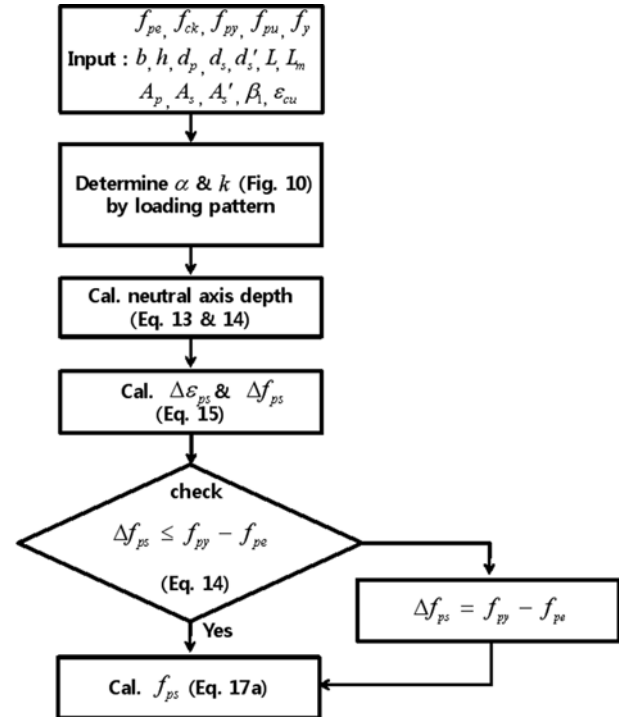 f_pe, f_ck, f_py, f_pu, f_y
Input : b, h, d_p, d_s, d_s', L, L_m
A_p, A_s, A_s', β_1, ε_cu
Determine α & k (Fig. 10)
by loading pattern
Cal. neutral axis depth
(Eq. 13 & 14)
Cal. Δε_ps & Δf_ps
(Eq. 15)
check
Δf_ps ≤ f_py − f_pe
(Eq. 14)
Yes
Δf_ps = f_py − f_pe
Cal. f_ps (Eq. 17a)